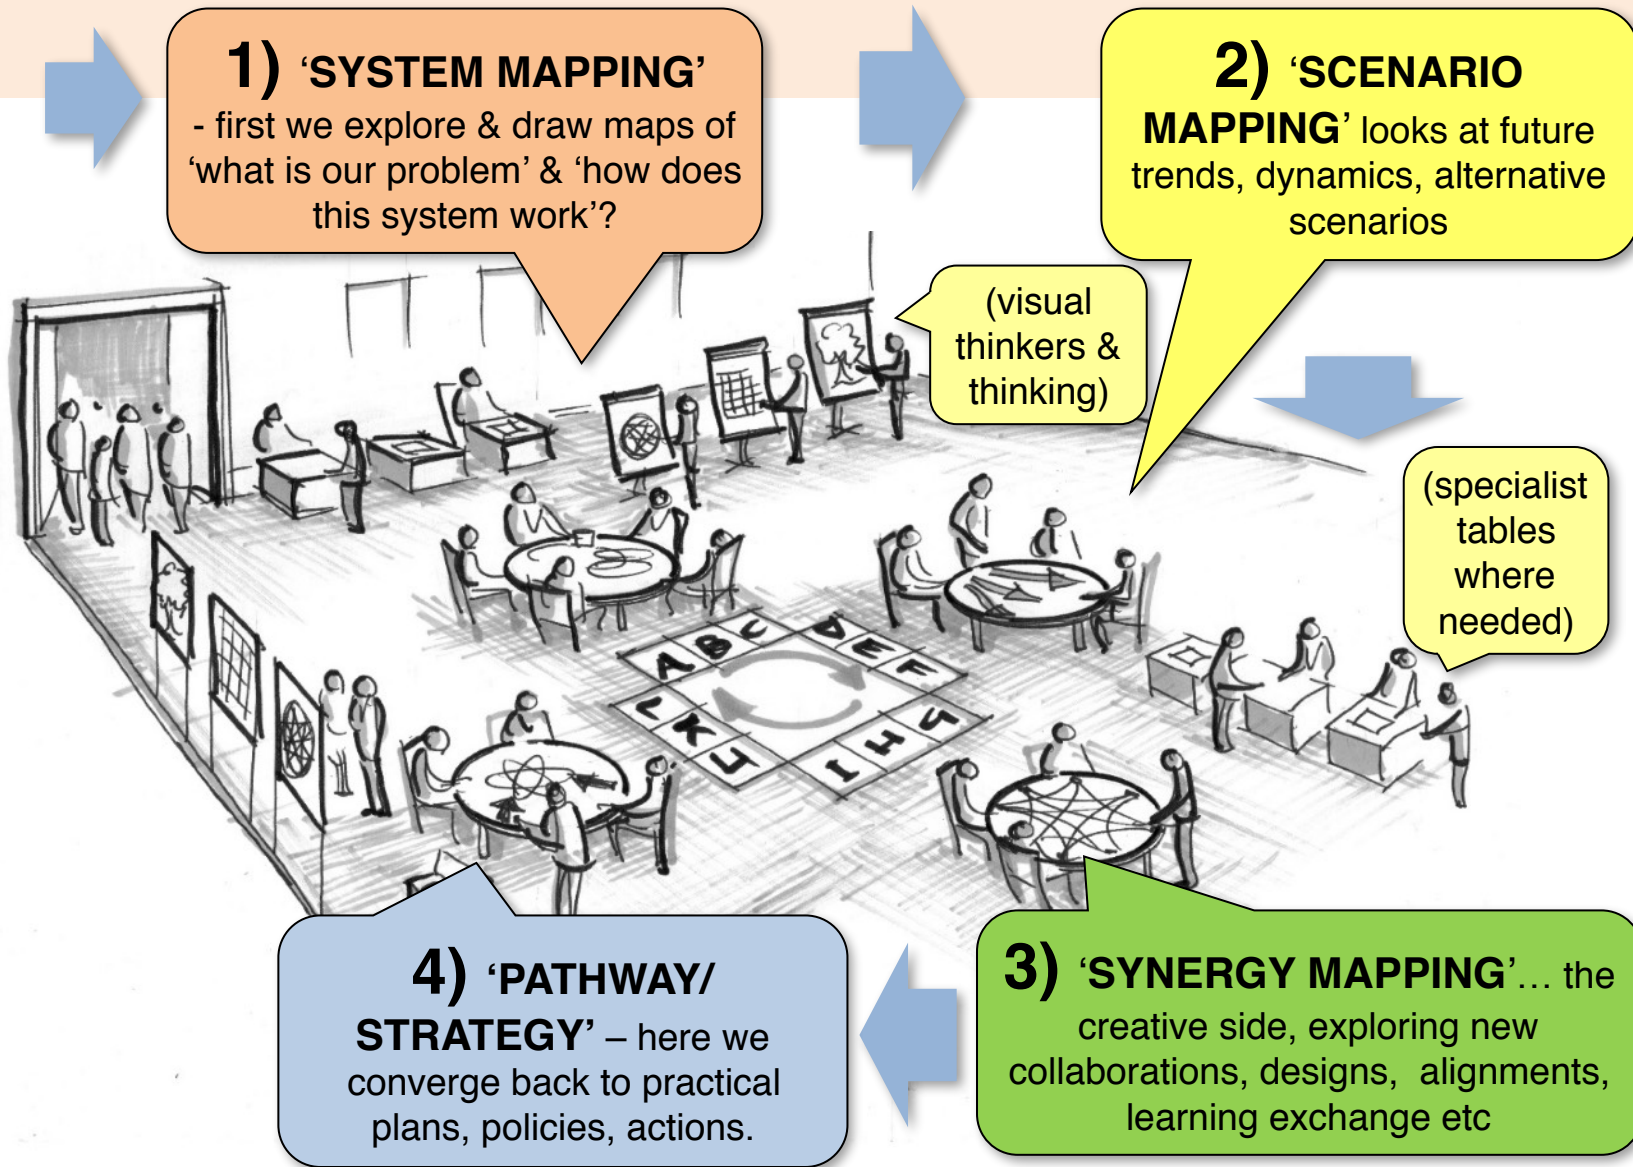 1) ‘SYSTEM MAPPING’
- first we explore & draw maps of
‘what is our problem’ & ‘how does
this system work’?
2) ‘SCENARIO
MAPPING’ looks at future
trends, dynamics, alternative
scenarios
(visual
thinkers &
thinking)
(specialist
tables
where
needed)
A B C
D E F
L K J
I H G
4) ‘PATHWAY/
STRATEGY’ – here we
converge back to practical
plans, policies, actions.
3) ‘SYNERGY MAPPING’... the
creative side, exploring new
collaborations, designs,  alignments,
learning exchange etc